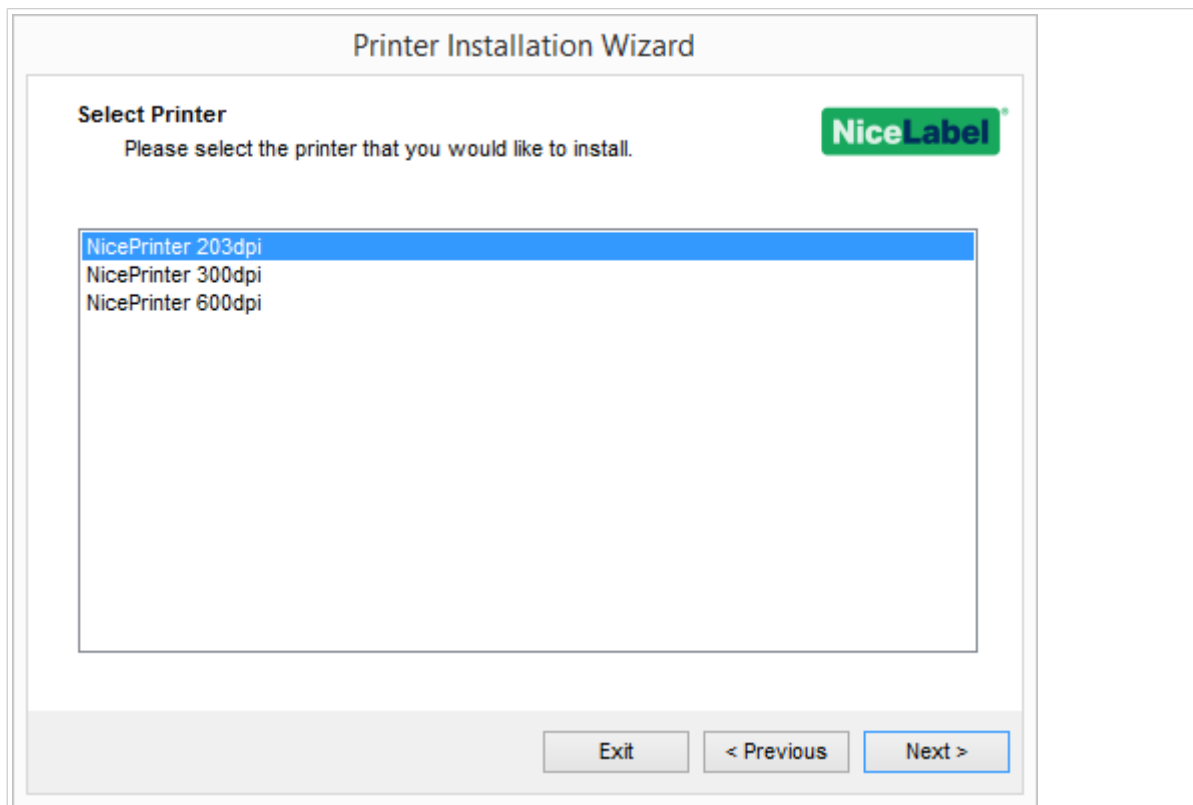 Printer Installation Wizard
Select Printer
Please select the printer that you would like to install.
NiceLabel®
NicePrinter 203dpi
NicePrinter 300dpi
NicePrinter 600dpi
Exit
< Previous
Next >